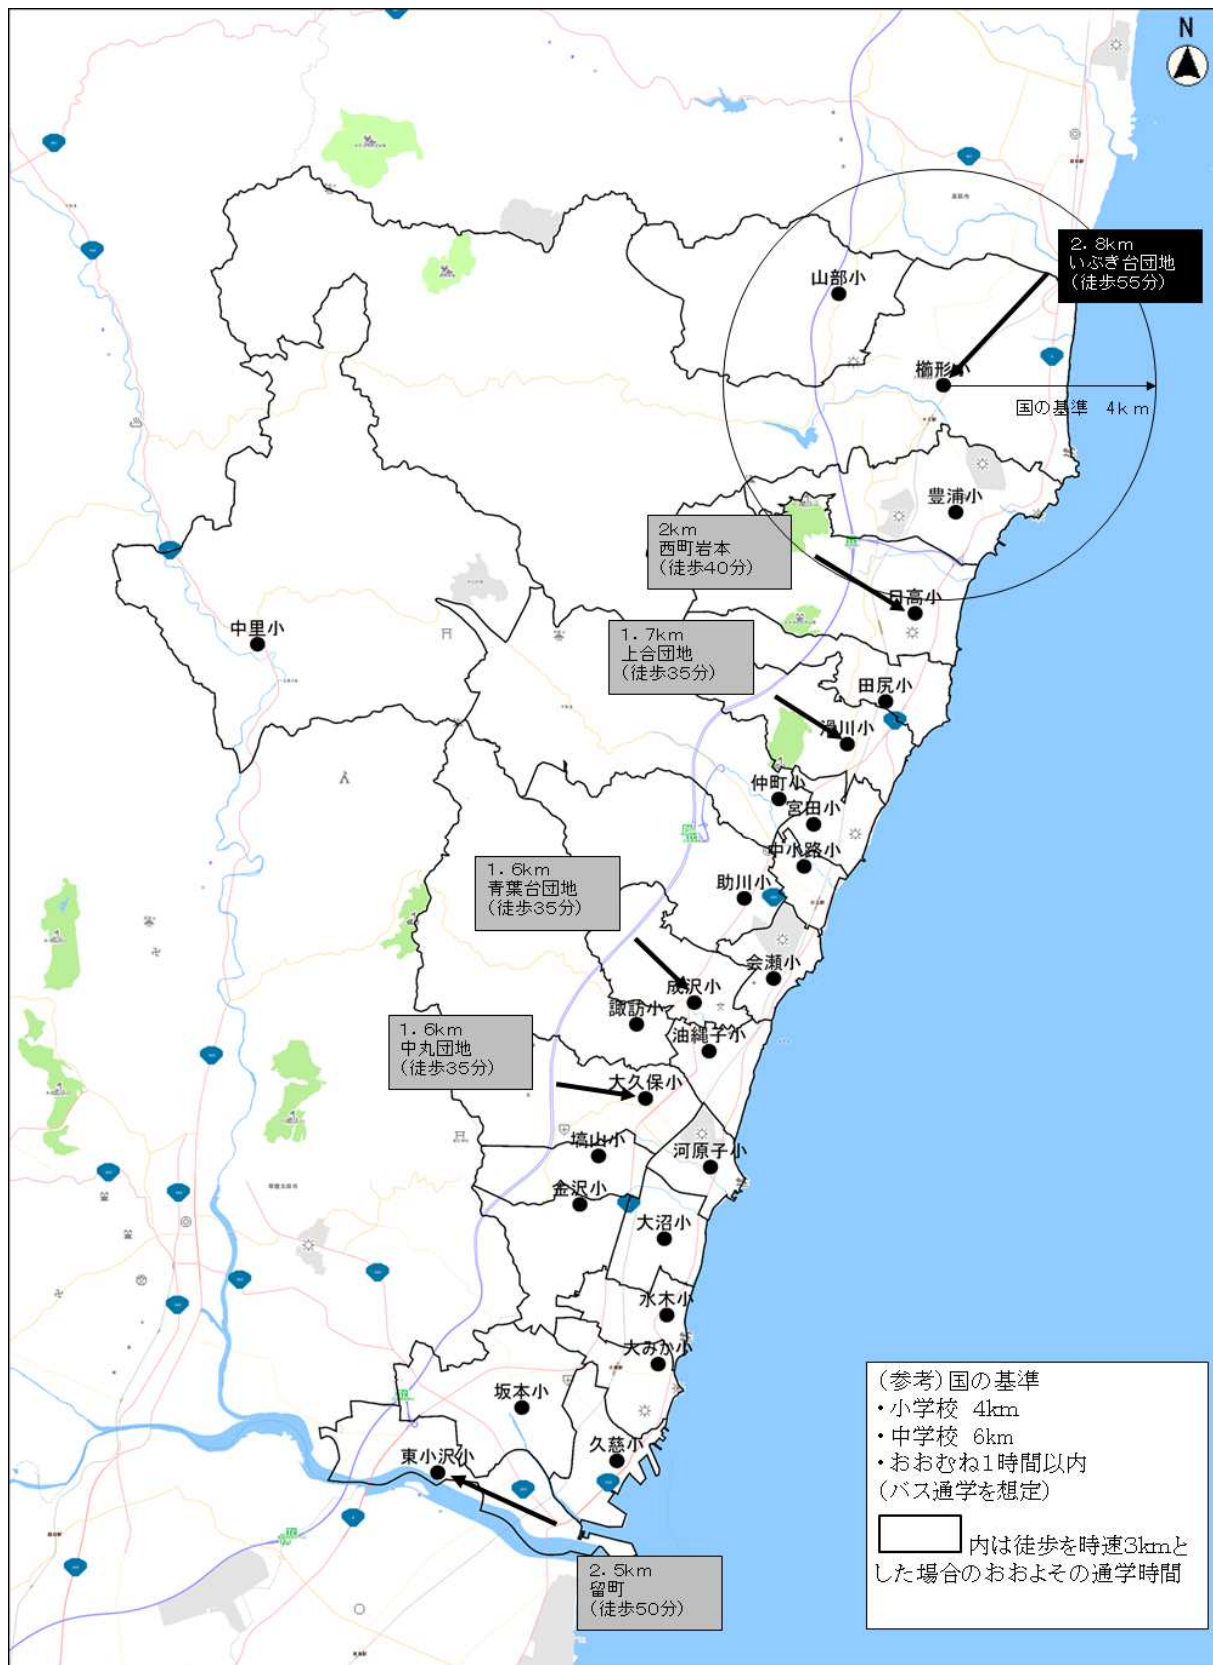 N
2.8km
いぶき台団地
(徒歩55分)
山部小
櫛形小
国の基準 4km
豊浦小
2km
西町岩本
(徒歩40分)
日高小
1.7km
上合団地
(徒歩35分)
中里小
田尻小
滑川小
仲町小
宮田小
中小路小
1.6km
青葉台団地
(徒歩35分)
助川小
会瀬小
成沢小
諏訪小
油縄子小
1.6km
中丸団地
(徒歩35分)
大久保小
塙山小
河原子小
金沢小
大沼小
水木小
大みか小
坂本小
久慈小
東小沢小
2.5km
留町
(徒歩50分)
(参考)国の基準
・小学校 4km
・中学校 6km
・おおむね1時間以内
(バス通学を想定)
内は徒歩を時速3kmと
した場合のおおよその通学時間